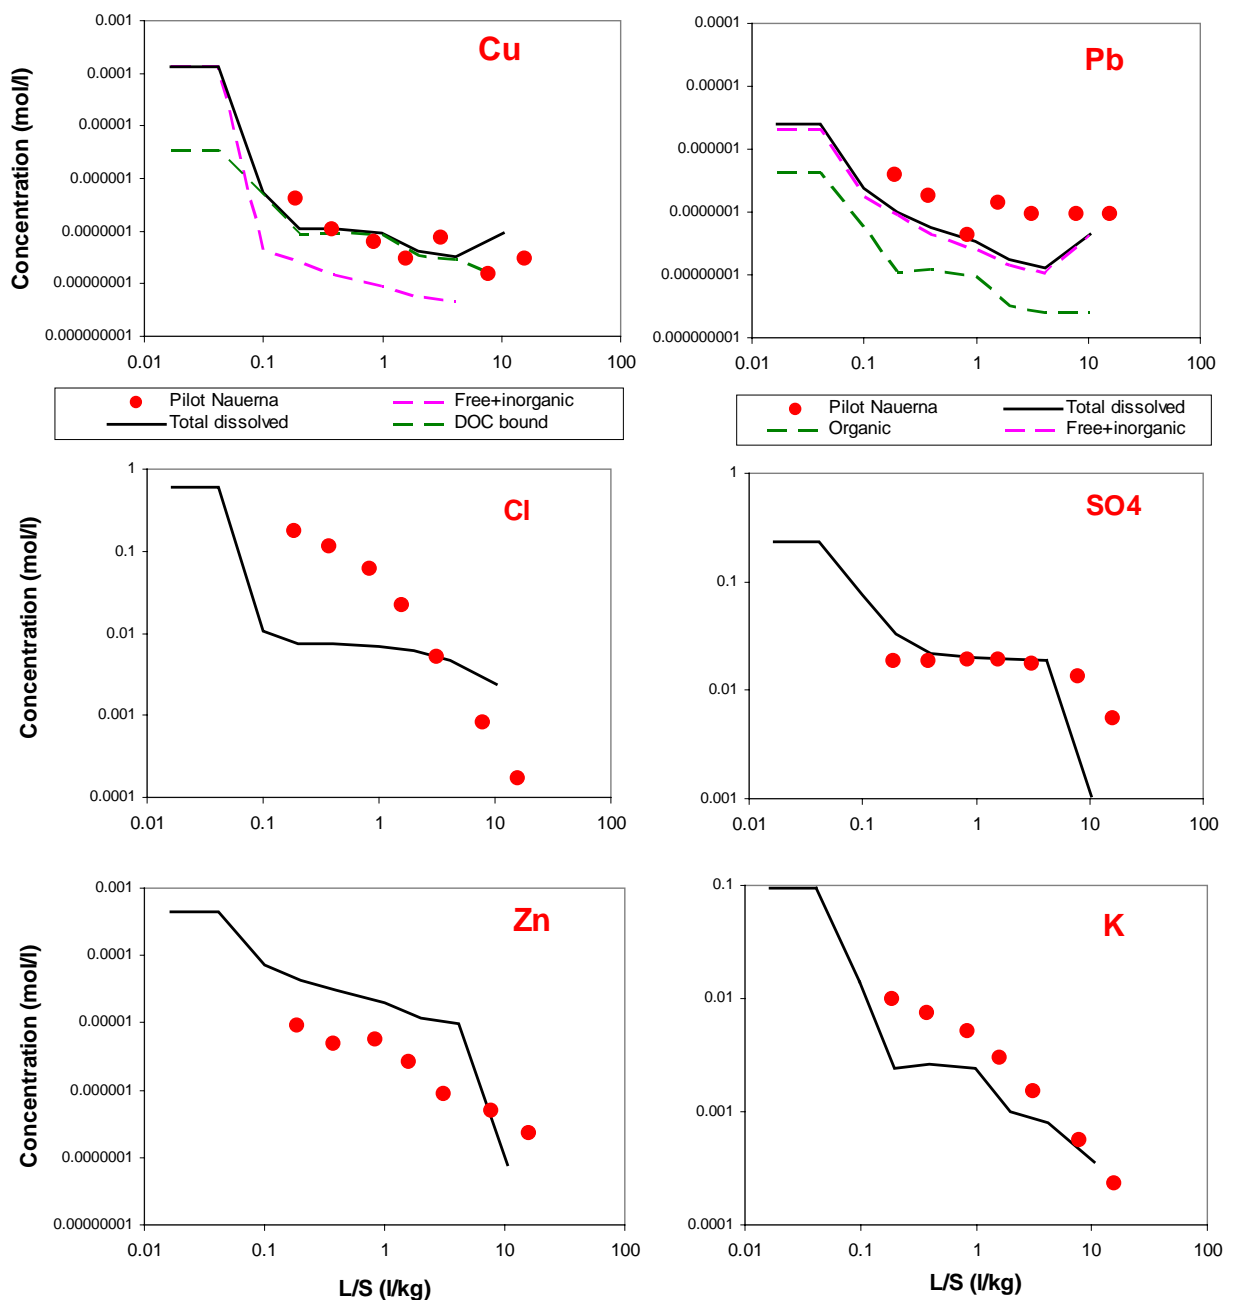 Cu
Concentration (mol/l)
0.001
0.0001
0.00001
0.000001
0.0000001
0.00000001
0.000000001
0.01 0.1 1 10 100
Pb
0.0001
0.00001
0.000001
0.0000001
0.00000001
0.000000001
0.01 0.1 1 10 100
Pilot Nauerna Free+inorganic
Total dissolved DOC bound
Pilot Nauerna Total dissolved
Organic Free+inorganic
Cl
Concentration (mol/l)
1
0.1
0.01
0.001
0.0001
0.01 0.1 1 10 100
SO4
1
0.1
0.01
0.001
0.01 0.1 1 10 100
Zn
Concentration (mol/l)
0.001
0.0001
0.00001
0.000001
0.0000001
0.00000001
0.01 0.1 1 10 100
L/S (l/kg)
K
0.1
0.01
0.001
0.0001
0.01 0.1 1 10 100
L/S (l/kg)